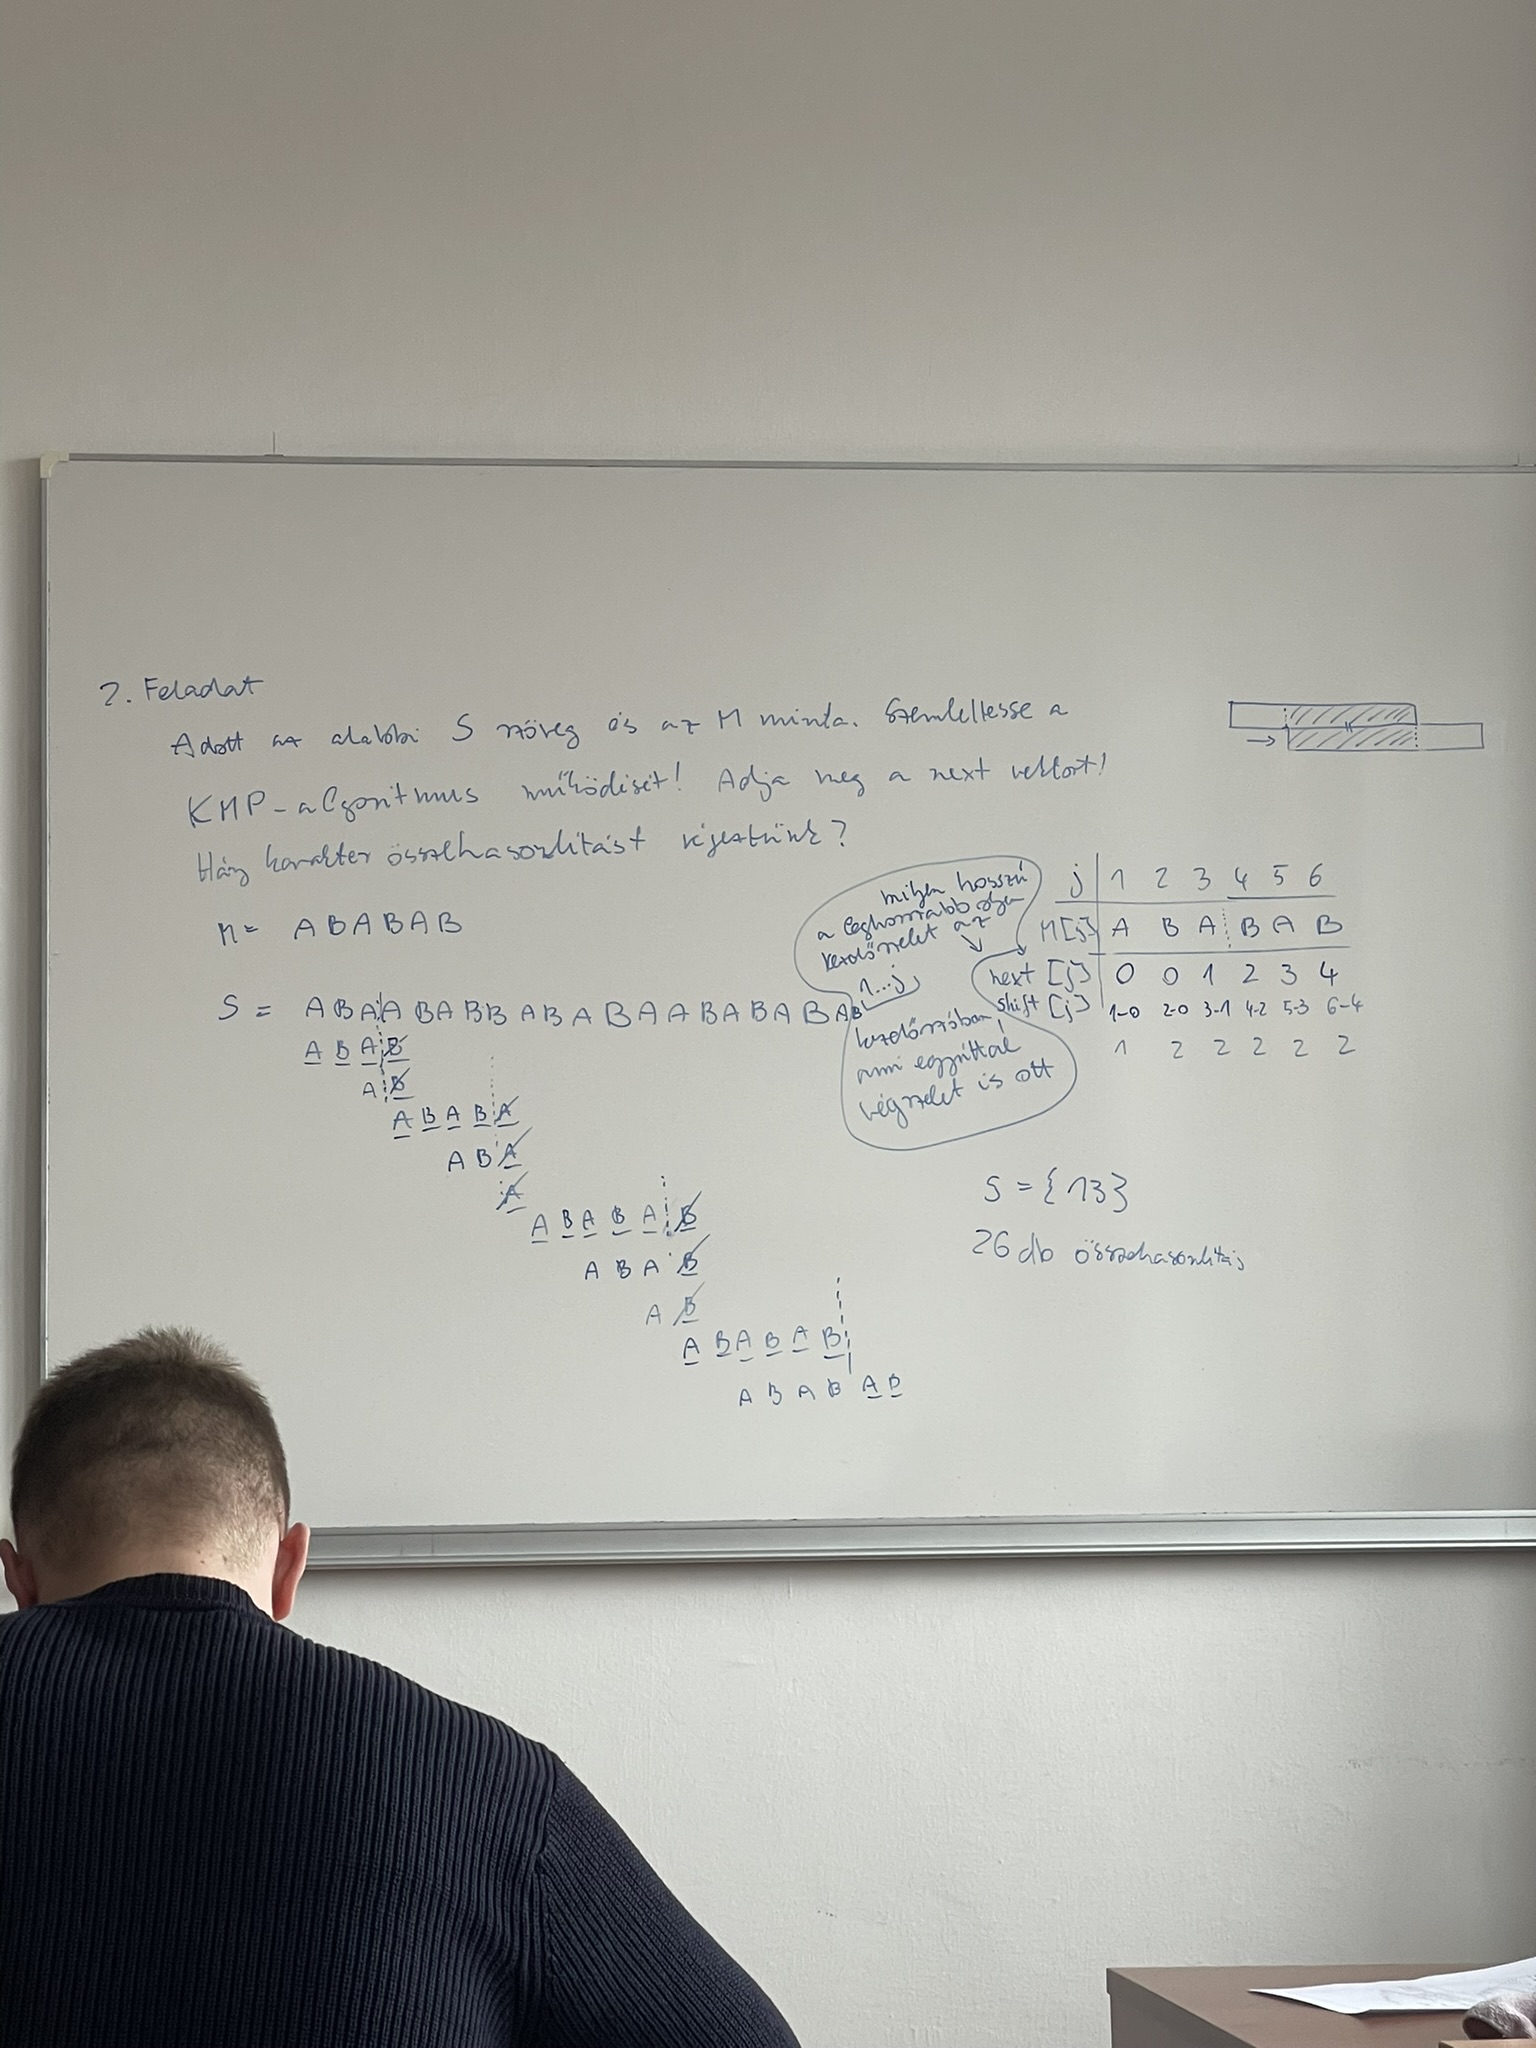 2. Feladat
Adott az alábbi S szöveg és az M minta. Szemléltesse a
KMP-algoritmus működését! Adja meg a next vektort!
Hány karakter összehasonlítást végeztünk?
M = ABABAB
S = ABAABABBABABAABABABAB
ABAB
AB
ABABA
ABA
A
ABABAB
ABAB
AB
ABABAB
ABABAB
milyen hosszú
a leghosszabb olyan
kezdőszelet az
1...j
kezdőrészben
ami egyúttal
végszelet is ott
j 1 2 3 4 5 6
M[j] A B A B A B
next [j] 0 0 1 2 3 4
shift [j] 1-0 2-0 3-1 4-2 5-3 6-4
1 2 2 2 2 2
S = {13}
26 db összehasonlítás